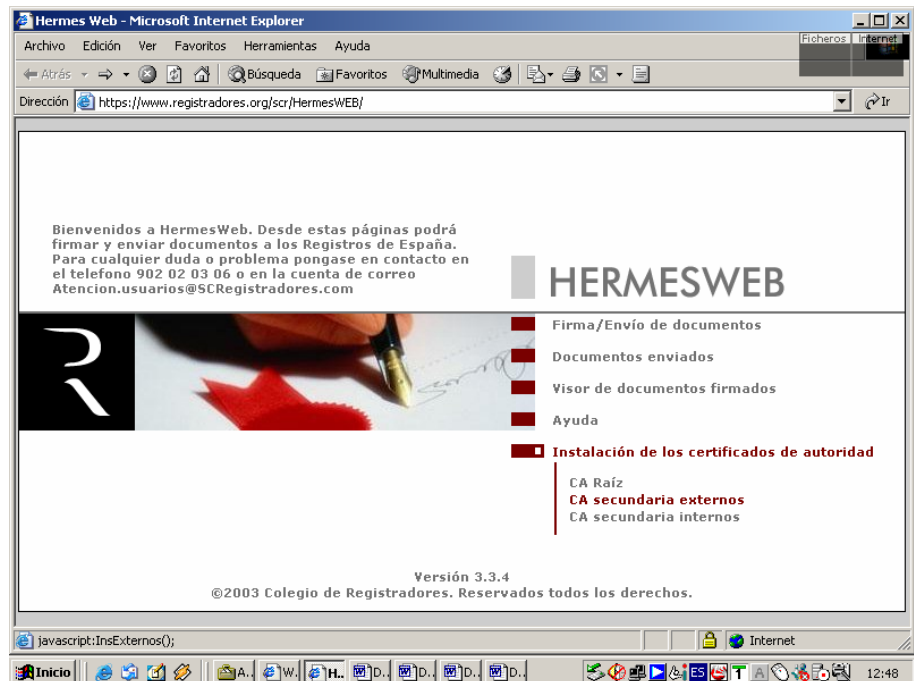 Hermes Web - Microsoft Internet Explorer
Archivo Edición Ver Favoritos Herramientas Ayuda
Ficheros Internet
Atrás Búsqueda Favoritos Multimedia
Dirección https://www.registradores.org/scr/HermesWEB/ Ir
Bienvenidos a HermesWeb. Desde estas páginas podrá
firmar y enviar documentos a los Registros de España.
Para cualquier duda o problema pongase en contacto en
el telefono 902 02 03 06 o en la cuenta de correo
Atencion.usuarios@SCRegistradores.com
HERMESWEB
Firma/Envío de documentos
Documentos enviados
Visor de documentos firmados
Ayuda
Instalación de los certificados de autoridad
CA Raíz
CA secundaria externos
CA secundaria internos
Versión 3.3.4
©2003 Colegio de Registradores. Reservados todos los derechos.
javascript:InsExternos(); Internet
Inicio A.. W.. H.. D.. D.. D.. D.. ES 12:48